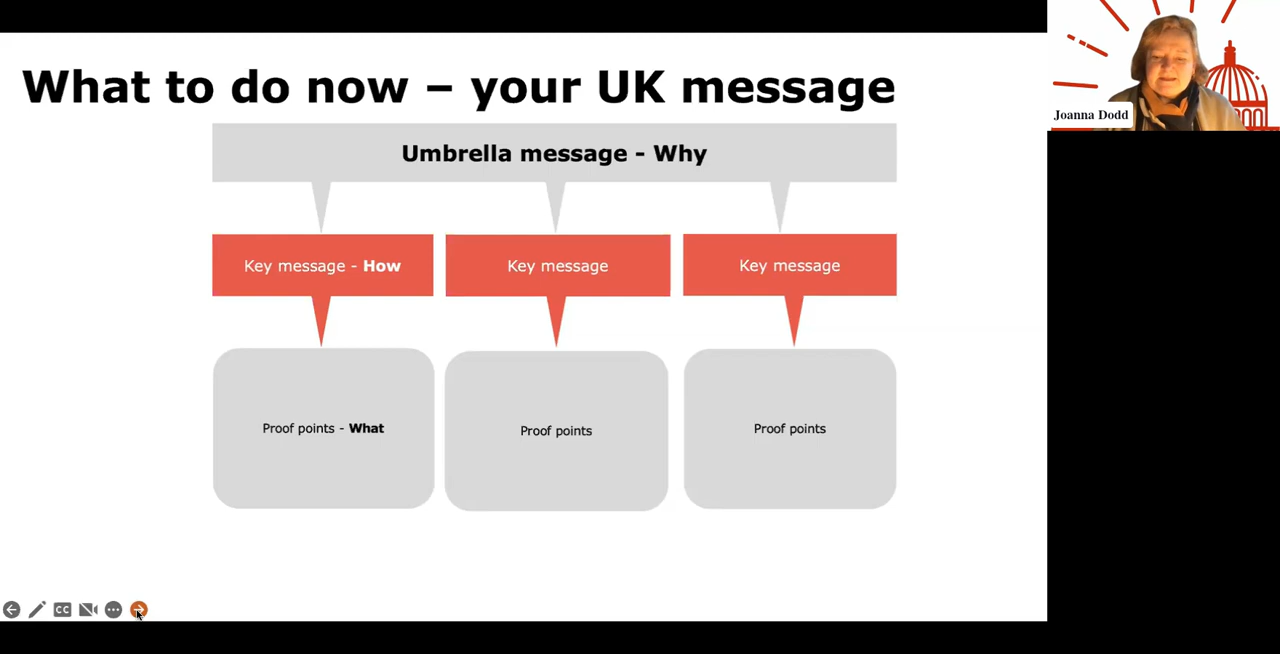 What to do now – your UK message
Joanna Dodd
Umbrella message - Why
Key message - How
Key message
Key message
Proof points - What
Proof points
Proof points
CC